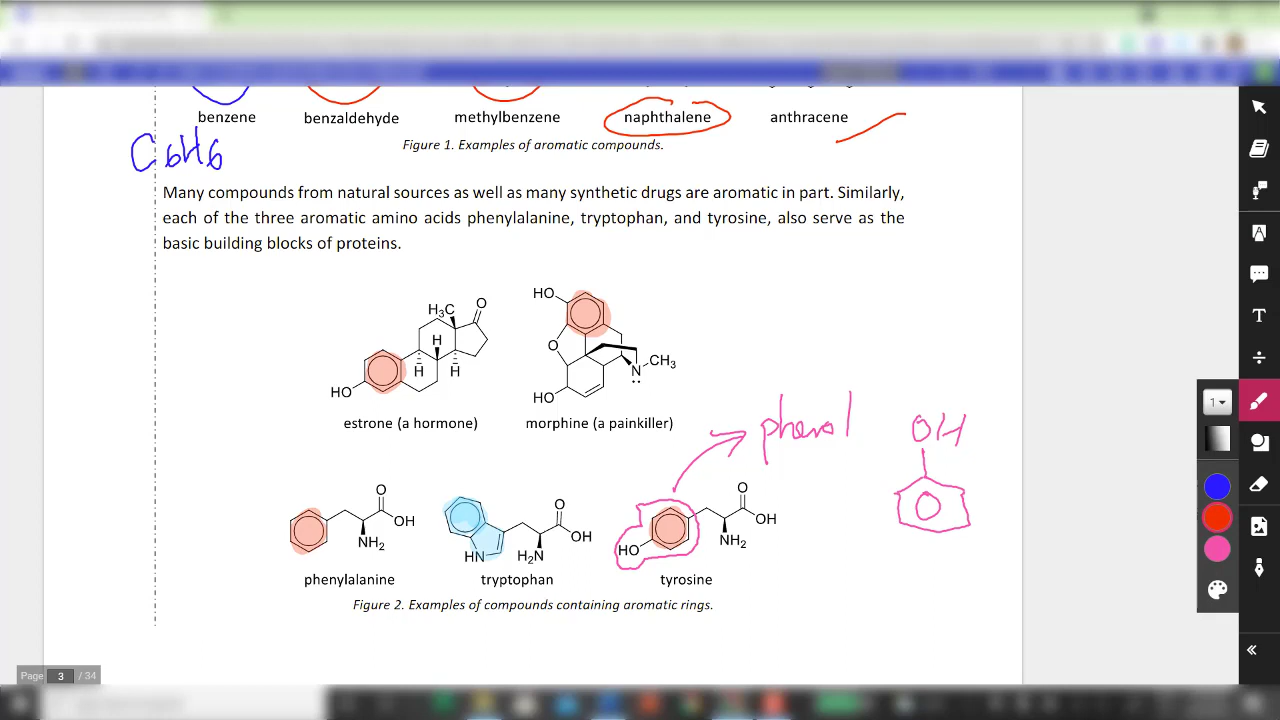 benzene benzaldehyde methylbenzene naphthalene anthracene
C6H6
Figure 1. Examples of aromatic compounds.
Many compounds from natural sources as well as many synthetic drugs are aromatic in part. Similarly,
each of the three aromatic amino acids phenylalanine, tryptophan, and tyrosine, also serve as the
basic building blocks of proteins.
HO
H3C O
H
H H
HO
O
N CH3
HO
estrone (a hormone) morphine (a painkiller)
phenol
OH
O OH NH2
O OH HN H2N
O OH HO NH2
phenylalanine tryptophan tyrosine
Figure 2. Examples of compounds containing aromatic rings.
1
T
Page 3 / 34